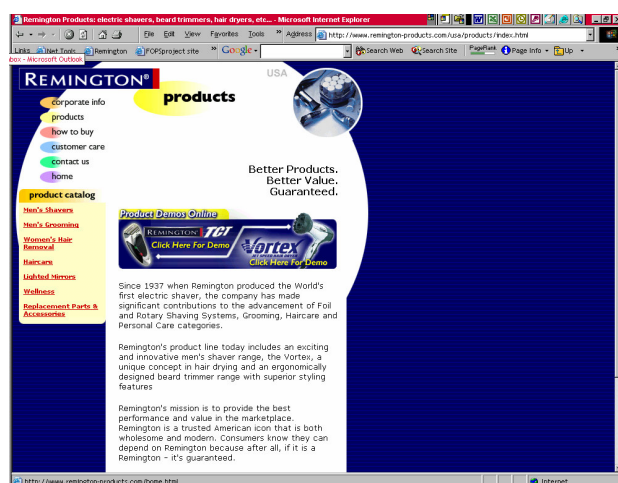 Remington Products: electric shavers, beard trimmers, hair dryers, etc... - Microsoft Internet Explorer
File Edit View Favorites Tools » Address http://www.remington-products.com/usa/products/index.html
Links Net Tools Remington FOPSproject site » Google Search Web Search Site PageRank Page Info Up
box - Microsoft Outlook
REMINGTON®
USA
products
corporate info
products
how to buy
customer care
contact us
home
product catalog
Men's Shavers
Men's Grooming
Women's Hair
Removal
Haircare
Lighted Mirrors
Wellness
Replacement Parts &
Accessories
Better Products.
Better Value.
Guaranteed.
Product Demos Online
REMINGTON TCT
Click Here For Demo
Vortex
Click Here For Demo
Since 1937 when Remington produced the World's
first electric shaver, the company has made
significant contributions to the advancement of Foil
and Rotary Shaving Systems, Grooming, Haircare and
Personal Care categories.
Remington's product line today includes an exciting
and innovative men's shaver range, the Vortex, a
unique concept in hair drying and an ergonomically
designed beard trimmer range with superior styling
features
Remington's mission is to provide the best
performance and value in the marketplace.
Remington is a trusted American icon that is both
wholesome and modern. Consumers know they can
depend on Remington because after all, if it is a
Remington - it's guaranteed.
http://www.remington-products.com/home.html
Internet